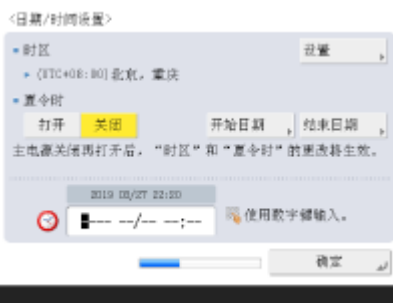 <日期/时间设置>
时区
设置
(UTC+08:00)北京，重庆
夏令时
打开 关闭 开始日期 结束日期
主电源关闭再打开后，“时区”和“夏令时”的更改将生效。
2019 08/27 22:20
--- --/-- --:--
使用数字键输入。
确定